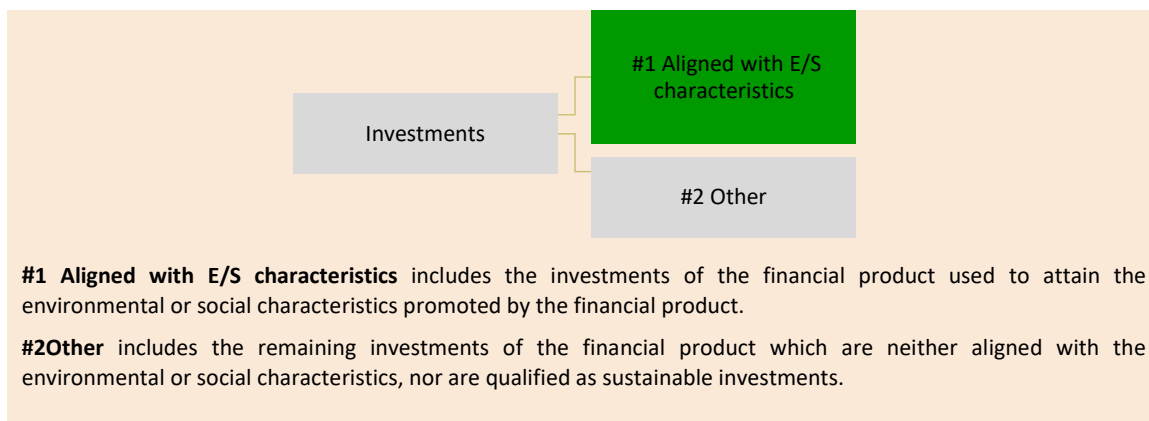 #1 Aligned with E/S
characteristics
Investments
#2 Other
#1 Aligned with E/S characteristics includes the investments of the financial product used to attain the
environmental or social characteristics promoted by the financial product.
#2Other includes the remaining investments of the financial product which are neither aligned with the
environmental or social characteristics, nor are qualified as sustainable investments.